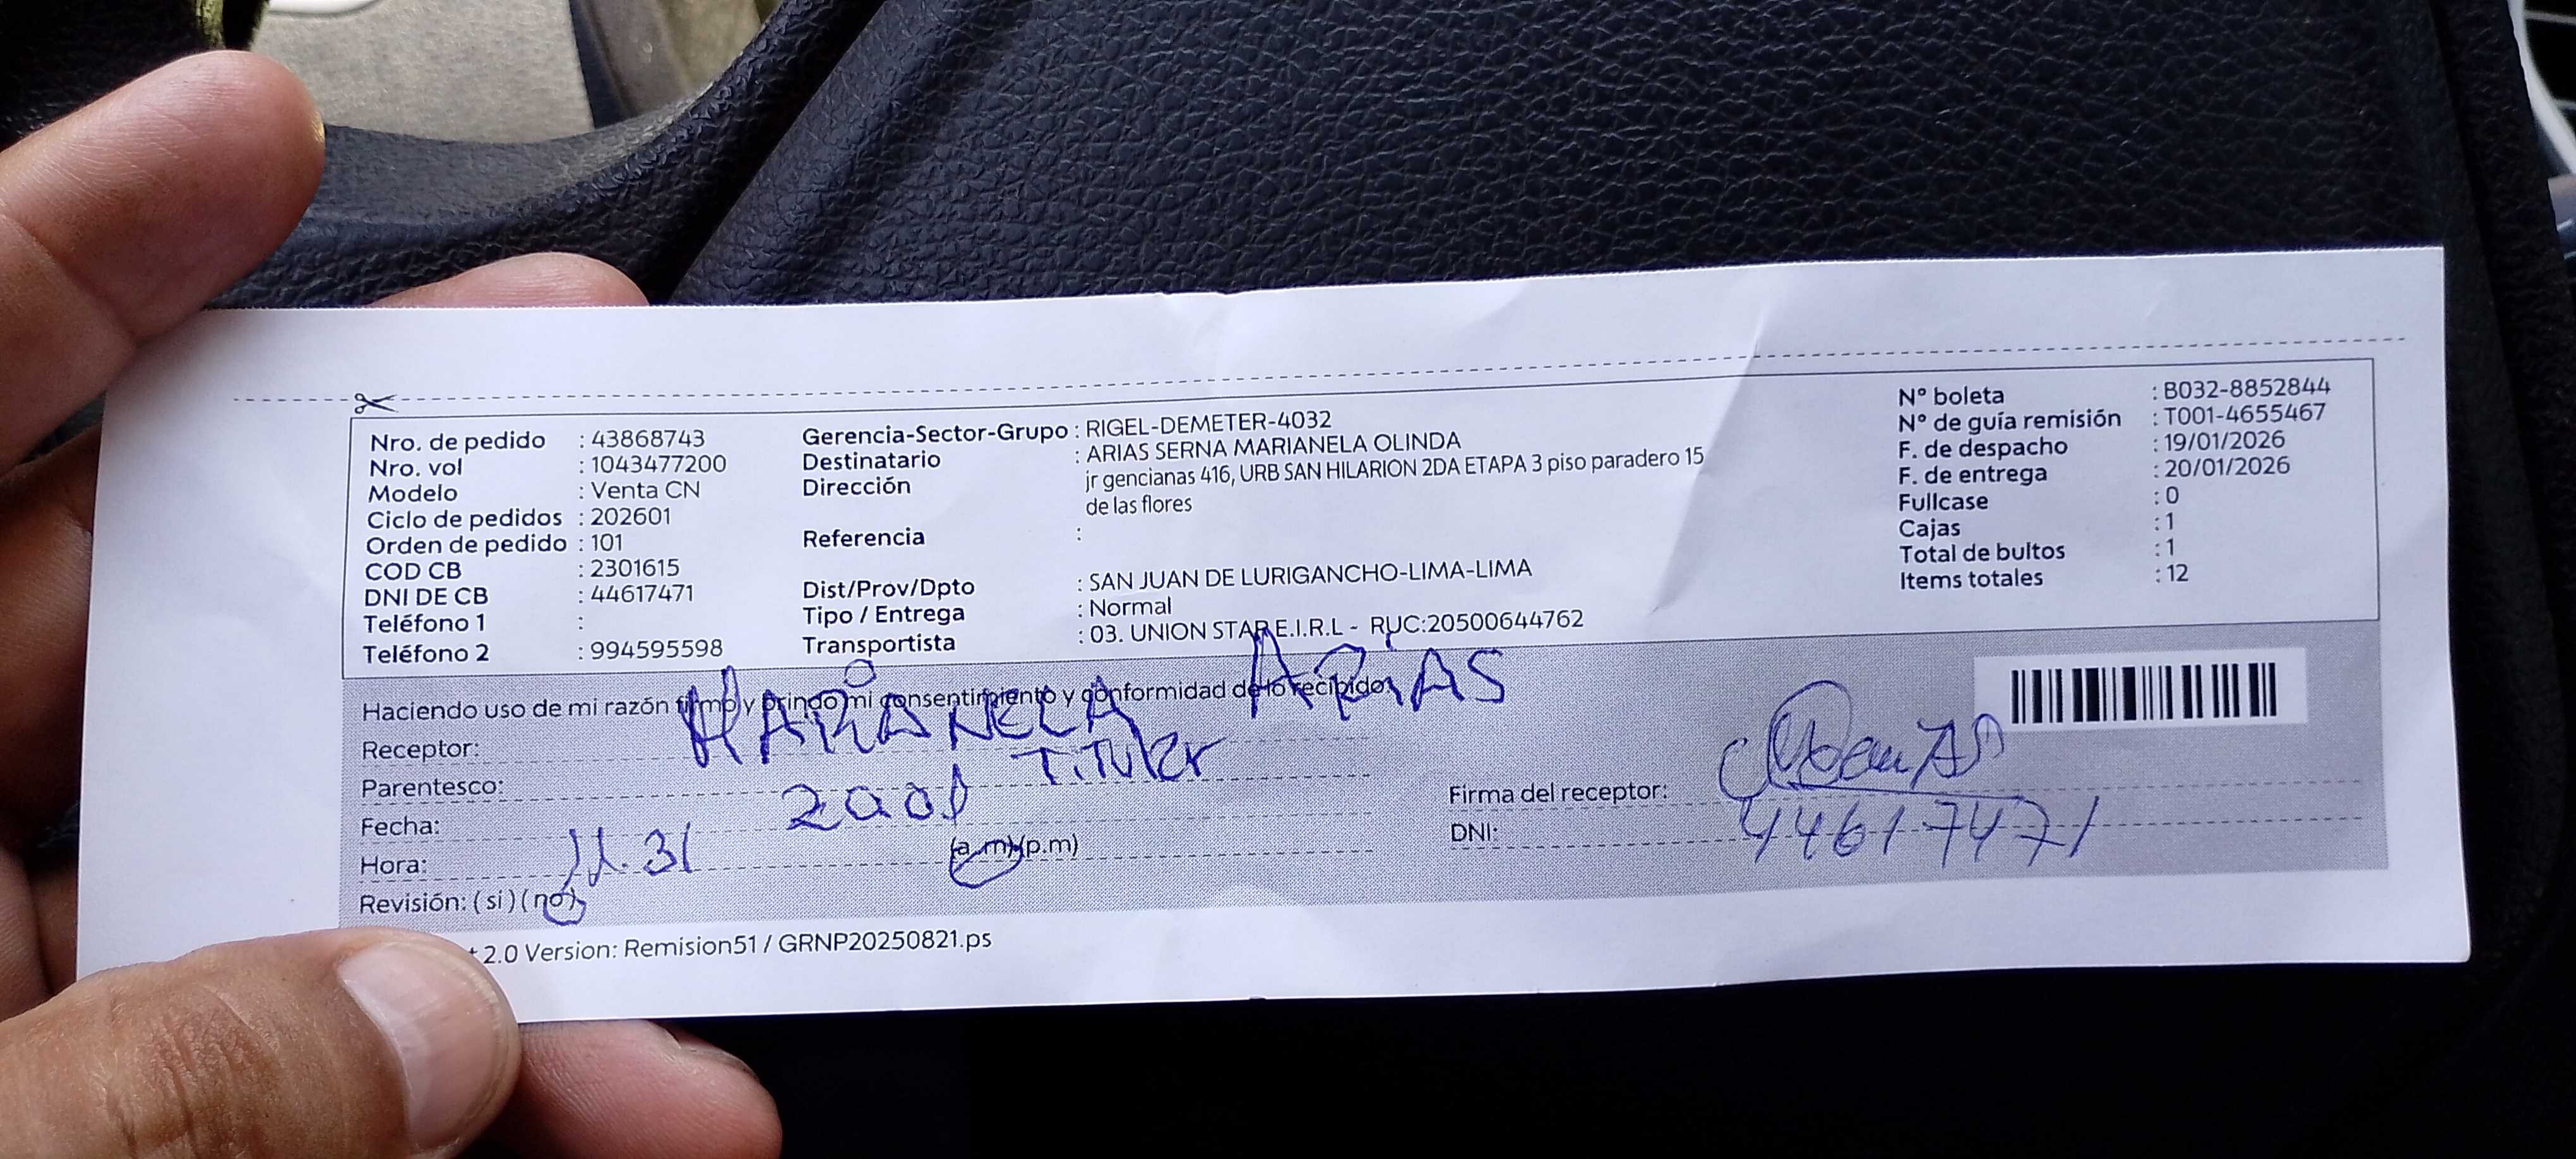 Nro. de pedido : 43868743
Nro. vol : 1043477200
Modelo : Venta CN
Ciclo de pedidos : 202601
Orden de pedido : 101
COD CB : 2301615
DNI DE CB : 44617471
Teléfono 1 :
Teléfono 2 : 994595598
Gerencia-Sector-Grupo : RIGEL-DEMETER-4032
Destinatario : ARIAS SERNA MARIANELA OLINDA
Dirección jr gencianas 416, URB SAN HILARION 2DA ETAPA 3 piso paradero 15
de las flores
Referencia :
Dist/Prov/Dpto : SAN JUAN DE LURIGANCHO-LIMA-LIMA
Tipo / Entrega : Normal
Transportista : 03. UNION STAR E.I.R.L - RUC:20500644762
N° boleta : B032-8852844
N° de guía remisión : T001-4655467
F. de despacho : 19/01/2026
F. de entrega : 20/01/2026
Fullcase : 0
Cajas : 1
Total de bultos : 1
Items totales : 12
Haciendo uso de mi razón firmo y brindo mi consentimiento y conformidad de lo recibido.
Receptor: MARIANELA ARIAS
Parentesco: TiTuler
Fecha:
Hora: 11.31 (a.m)(p.m)
Revisión: (si) (no)
Firma del receptor:
DNI: 44617471
2.0 Version: Remision51 / GRNP20250821.ps